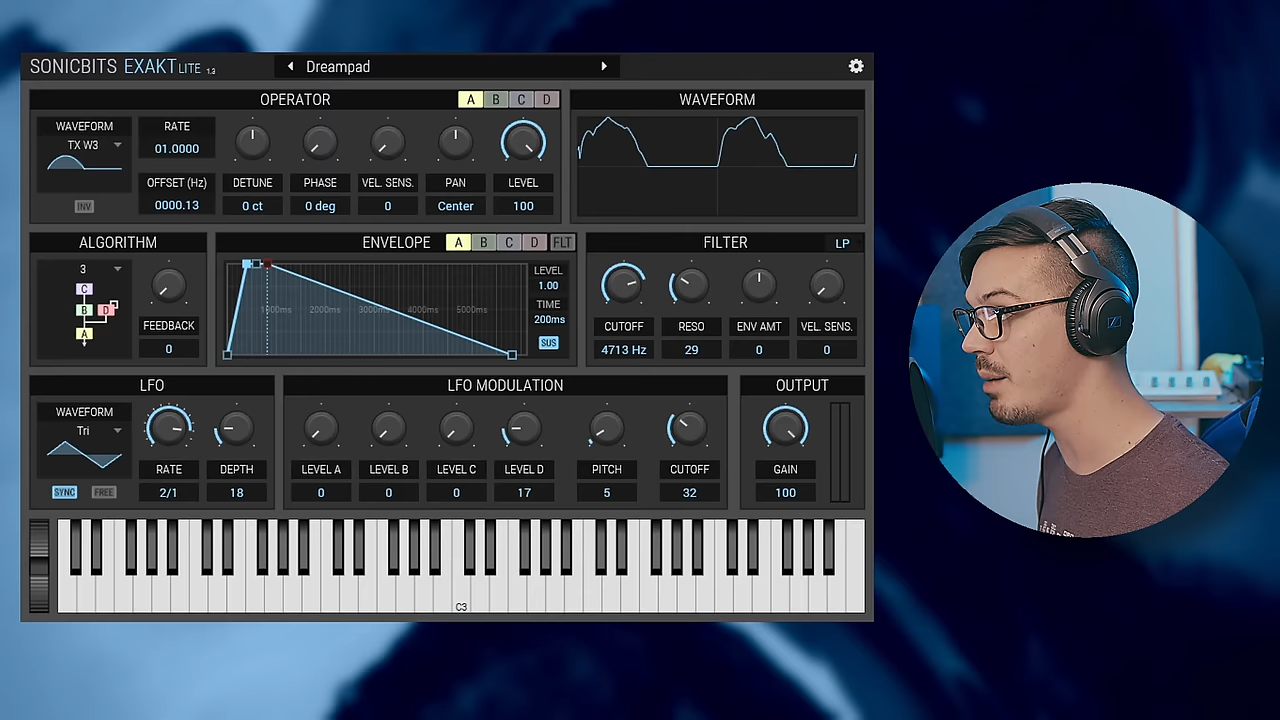 SONICBITS EXAKT LITE 1.3
Dreampad
OPERATOR
A B C D
WAVEFORM
TX W3
INV
RATE
01.0000
OFFSET (Hz)
0000.13
DETUNE
0 ct
PHASE
0 deg
VEL. SENS.
0
PAN
Center
LEVEL
100
WAVEFORM
ALGORITHM
3
C
B D
A
FEEDBACK
0
ENVELOPE
A B C D FLT
1000ms 2000ms 3000ms 4000ms 5000ms
LEVEL
1.00
TIME
200ms
SUS
FILTER
LP
CUTOFF
4713 Hz
RESO
29
ENV AMT
0
VEL. SENS.
0
LFO
WAVEFORM
Tri
SYNC FREE
RATE
2/1
DEPTH
18
LFO MODULATION
LEVEL A
0
LEVEL B
0
LEVEL C
0
LEVEL D
17
PITCH
5
CUTOFF
32
OUTPUT
GAIN
100
C3